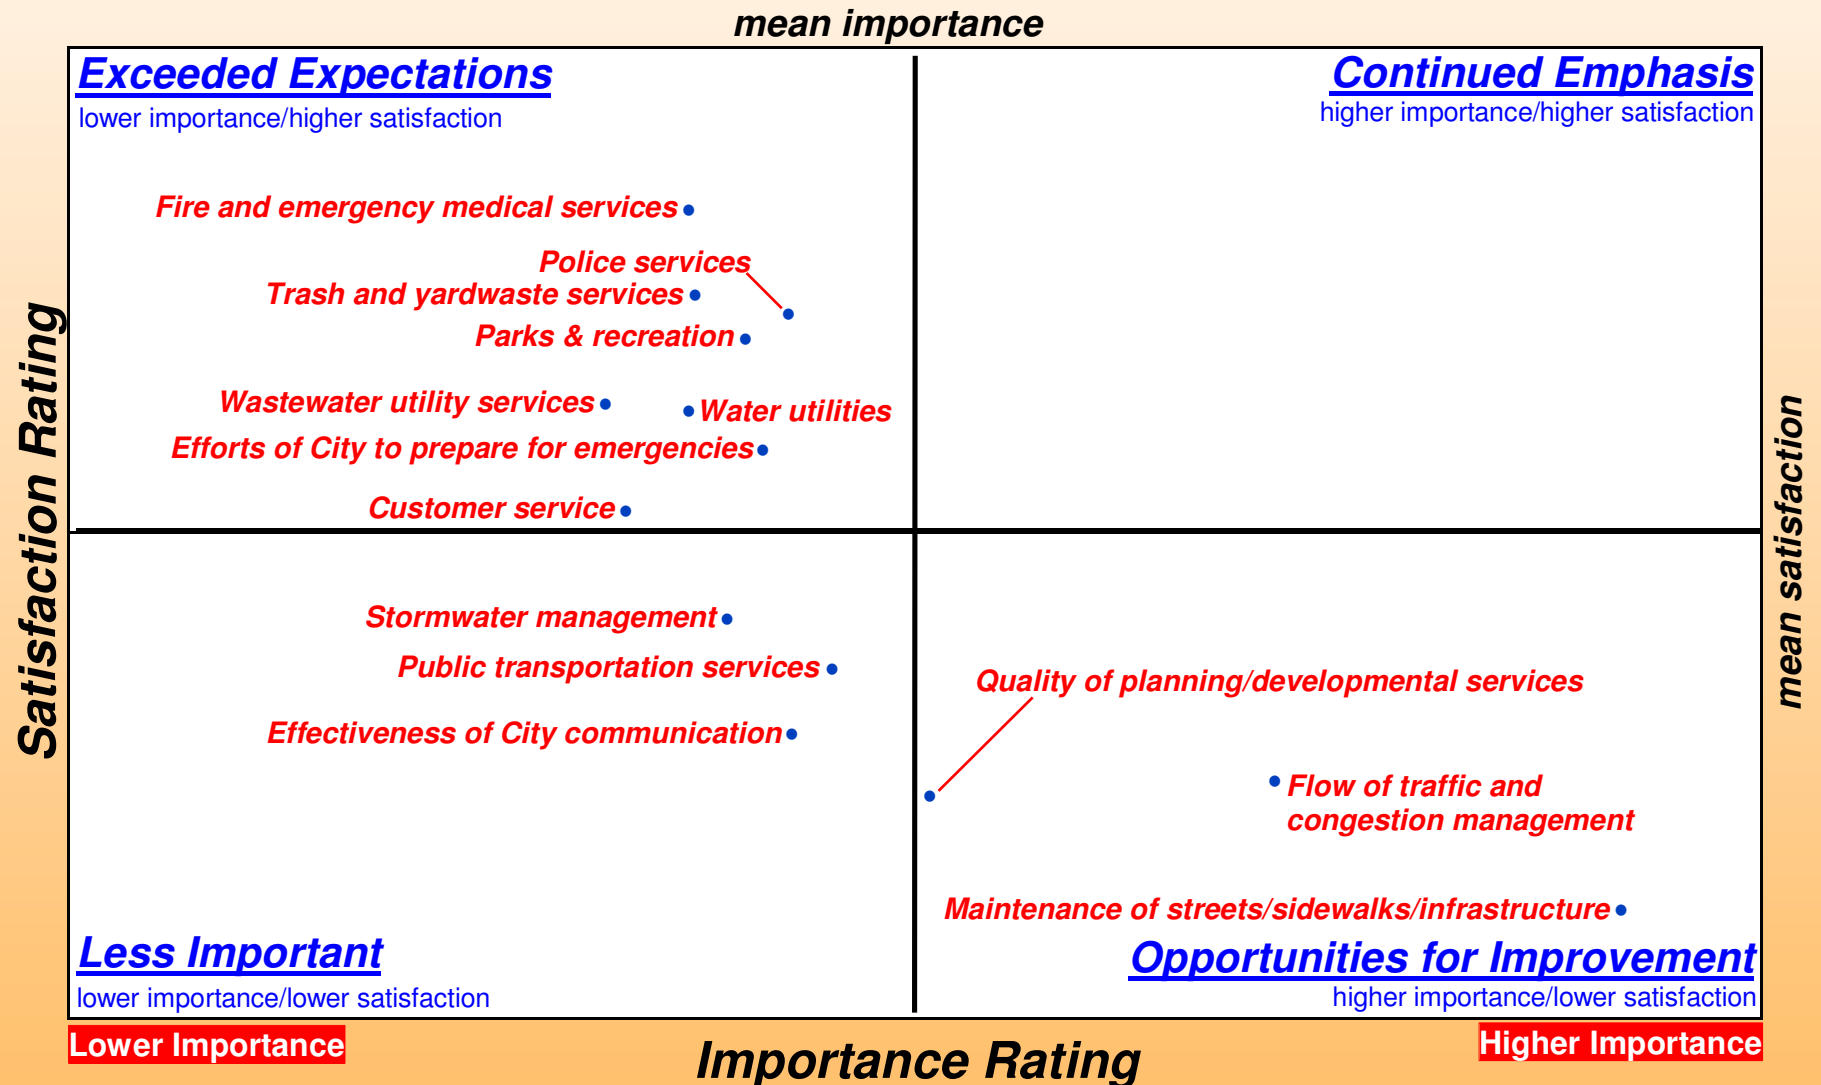 mean importance
Exceeded Expectations
lower importance/higher satisfaction
Continued Emphasis
higher importance/higher satisfaction
Fire and emergency medical services
Police services
Trash and yardwaste services
Parks & recreation
Wastewater utility services
Water utilities
Efforts of City to prepare for emergencies
Customer service
Satisfaction Rating
mean satisfaction
Stormwater management
Public transportation services
Quality of planning/developmental services
Effectiveness of City communication
Flow of traffic and
congestion management
Maintenance of streets/sidewalks/infrastructure
Less Important
lower importance/lower satisfaction
Opportunities for Improvement
higher importance/lower satisfaction
Lower Importance
Importance Rating
Higher Importance